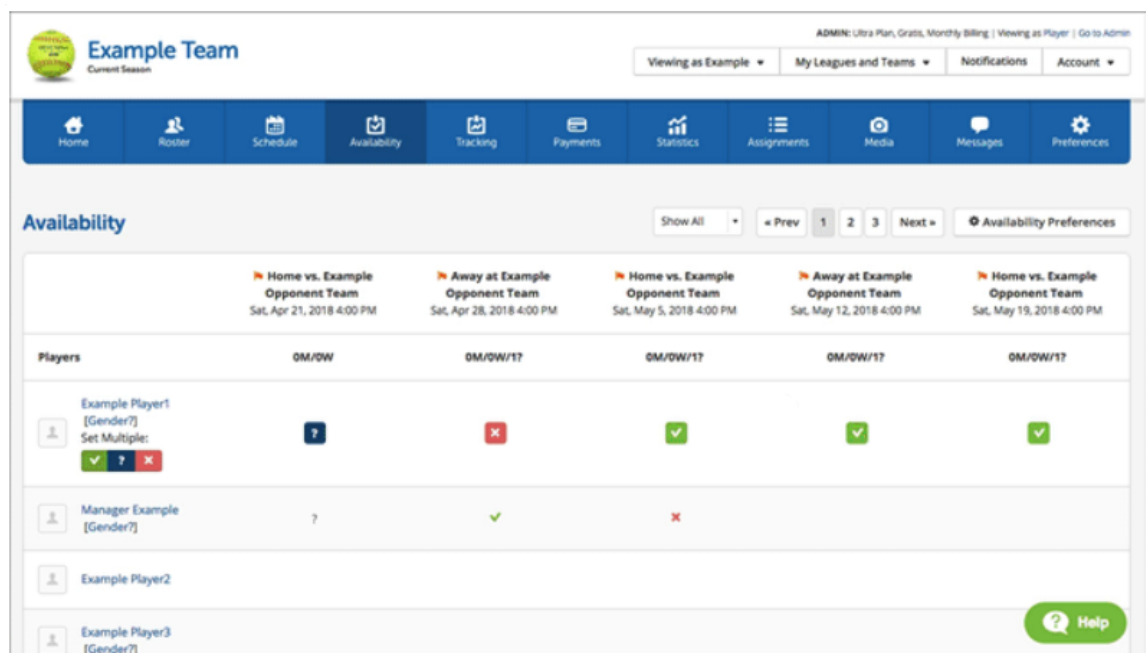 ADMIN: Ultra Plan, Gratis, Monthly Billing | Viewing as Player | Go to Admin
Example Team
Current Season
Viewing as Example
My Leagues and Teams
Notifications
Account
Home
Roster
Schedule
Availability
Tracking
Payments
Statistics
Assignments
Media
Messages
Preferences
Availability
Show All
« Prev
1
2
3
Next »
Availability Preferences
Home vs. Example
Opponent Team
Sat, Apr 21, 2018 4:00 PM
Away at Example
Opponent Team
Sat, Apr 28, 2018 4:00 PM
Home vs. Example
Opponent Team
Sat, May 5, 2018 4:00 PM
Away at Example
Opponent Team
Sat, May 12, 2018 4:00 PM
Home vs. Example
Opponent Team
Sat, May 19, 2018 4:00 PM
Players
0M/0W
0M/0W/1?
0M/0W/1?
0M/0W/1?
0M/0W/1?
Example Player1
[Gender?]
Set Multiple:
?
?
Manager Example
[Gender?]
?
Example Player2
Example Player3
[Gender?]
? Help